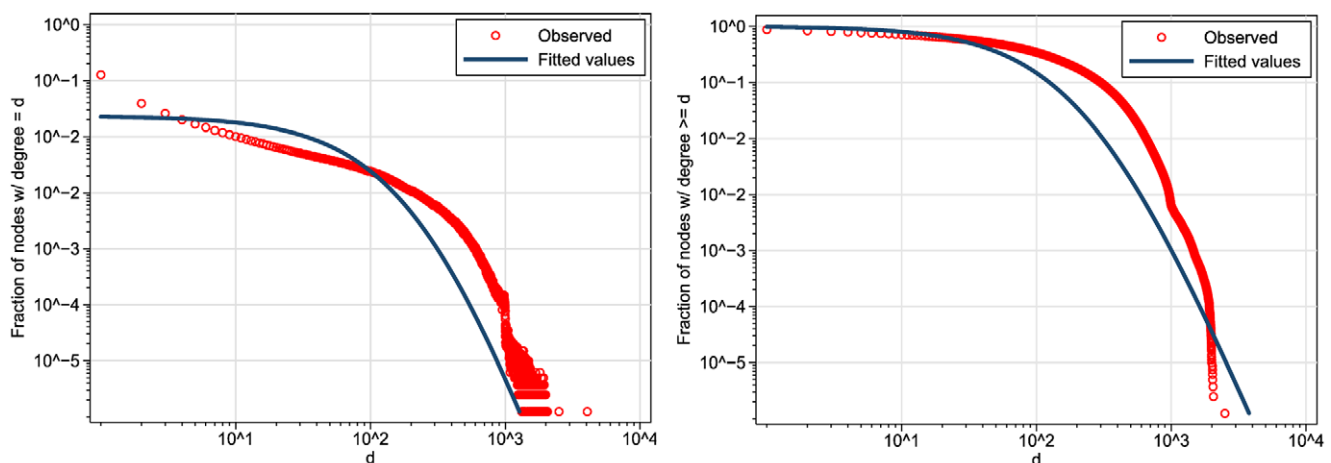 10^0
10^-1
10^-2
10^-2
10^-3
10^-4
10^-5
Fraction of nodes w/ degree = d
Observed
Fitted values
10^1
10^2
10^3
10^4
d
10^0
10^-1
10^-2
10^-2
10^-3
10^-4
10^-5
Fraction of nodes w/ degree >= d
Observed
Fitted values
10^1
10^2
10^3
10^4
d